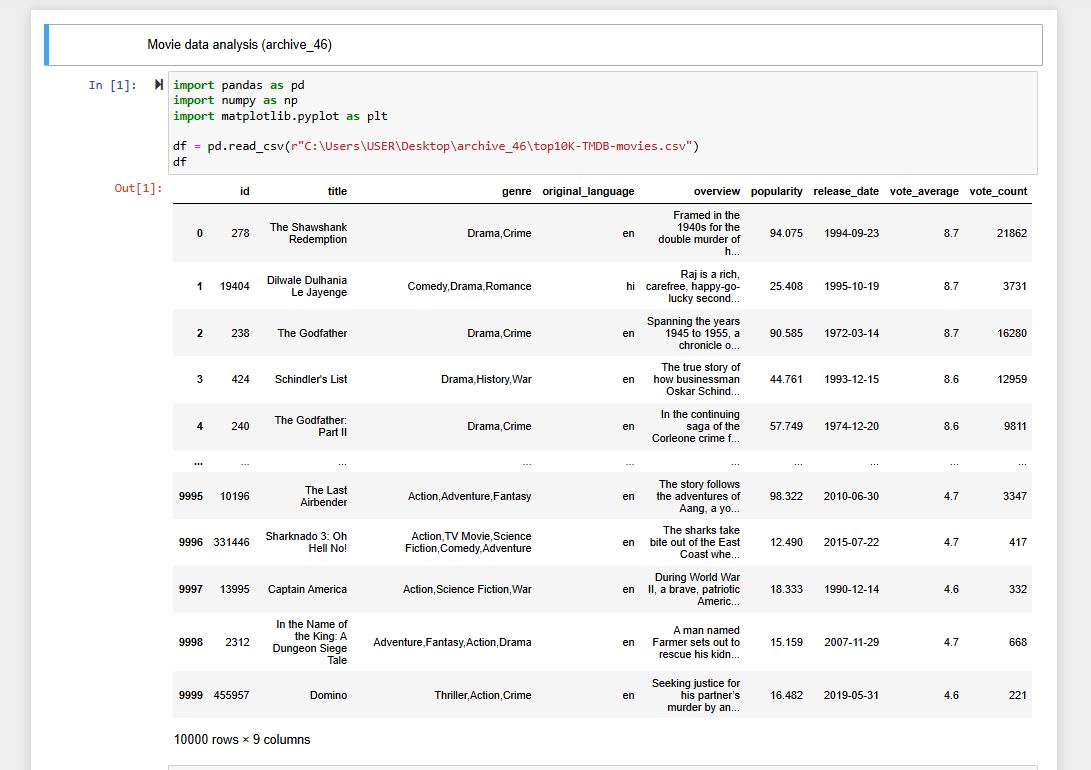 Movie data analysis (archive_46)
In [1]:
import pandas as pd
import numpy as np
import matplotlib.pyplot as plt
df = pd.read_csv(r"C:\Users\USER\Desktop\archive_46\top10K-TMDB-movies.csv")
df
Out[1]:
id title genre original_language overview popularity release_date vote_average vote_count
0 278 The Shawshank Redemption Drama,Crime en Framed in the 1940s for the double murder of h... 94.075 1994-09-23 8.7 21862
1 19404 Dilwale Dulhania Le Jayenge Comedy,Drama,Romance hi Raj is a rich, carefree, happy-go-lucky second... 25.408 1995-10-19 8.7 3731
2 238 The Godfather Drama,Crime en Spanning the years 1945 to 1955, a chronicle o... 90.585 1972-03-14 8.7 16280
3 424 Schindler's List Drama,History,War en The true story of how businessman Oskar Schind... 44.761 1993-12-15 8.6 12959
4 240 The Godfather: Part II Drama,Crime en In the continuing saga of the Corleone crime f... 57.749 1974-12-20 8.6 9811
... ... ... ... ... ... ... ... ... ...
9995 10196 The Last Airbender Action,Adventure,Fantasy en The story follows the adventures of Aang, a yo... 98.322 2010-06-30 4.7 3347
9996 331446 Sharknado 3: Oh Hell No! Action,TV Movie,Science Fiction,Comedy,Adventure en The sharks take bite out of the East Coast whe... 12.490 2015-07-22 4.7 417
9997 13995 Captain America Action,Science Fiction,War en During World War II, a brave, patriotic Americ... 18.333 1990-12-14 4.6 332
9998 2312 In the Name of the King: A Dungeon Siege Tale Adventure,Fantasy,Action,Drama en A man named Farmer sets out to rescue his kidn... 15.159 2007-11-29 4.7 668
9999 455957 Domino Thriller,Action,Crime en Seeking justice for his partner's murder by an... 16.482 2019-05-31 4.6 221
10000 rows × 9 columns